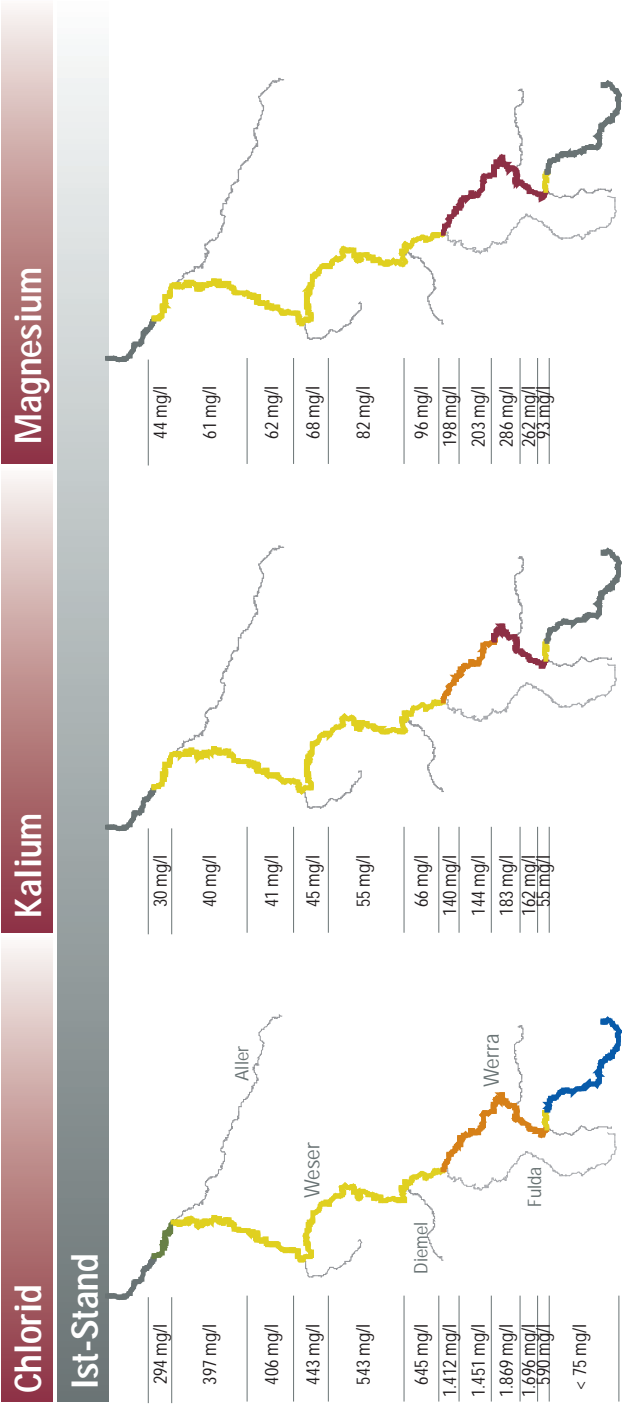 Chlorid
Kalium
Magnesium
Ist-Stand
294 mg/l
397 mg/l
406 mg/l
443 mg/l
543 mg/l
645 mg/l
1.412 mg/l
1.451 mg/l
1.869 mg/l
1.696 mg/l
590 mg/l
< 75 mg/l
Aller
Weser
Diemel
Werra
Fulda
30 mg/l
40 mg/l
41 mg/l
45 mg/l
55 mg/l
66 mg/l
140 mg/l
144 mg/l
183 mg/l
162 mg/l
55 mg/l
44 mg/l
61 mg/l
62 mg/l
68 mg/l
82 mg/l
96 mg/l
198 mg/l
203 mg/l
286 mg/l
262 mg/l
93 mg/l